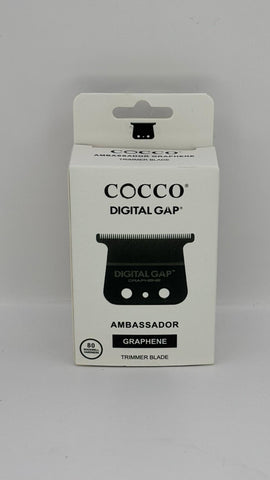 COCCO®
AMBASSADOR GRAPHENE
COCCO®
DIGITAL GAP®
DIGITAL GAP®
GRAPHENE
AMBASSADOR
GRAPHENE
TRIMMER BLADE
80